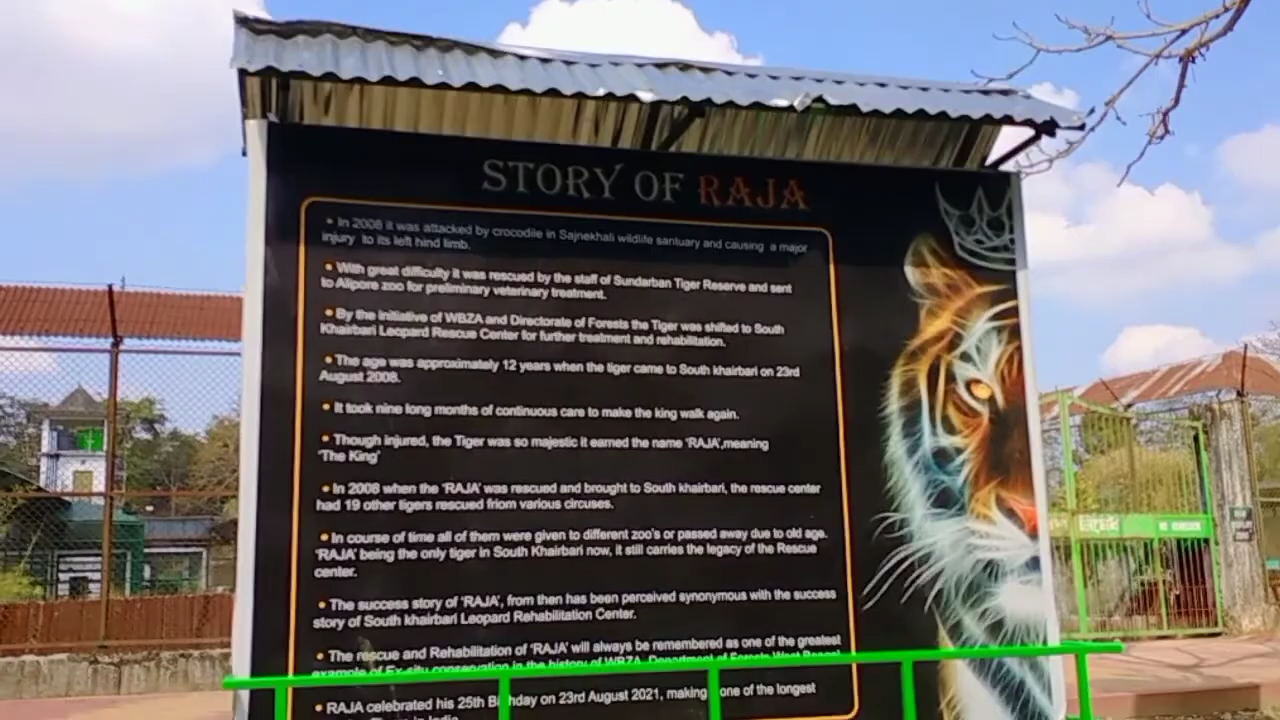 STORY OF RAJA
• In 2008 it was attacked by crocodile in Sajnekhali wildlife santuary and causing a major
injury to its left hind limb.
• With great difficulty it was rescued by the staff of Sundarban Tiger Reserve and sent
to Alipore zoo for preliminary veterinary treatment.
• By the initiative of WBZA and Directorate of Forests the Tiger was shifted to South
Khairbari Leopard Rescue Center for further treatment and rehabilitation.
• The age was approximately 12 years when the tiger came to South khairbari on 23rd
August 2008.
• It took nine long months of continuous care to make the king walk again.
• Though injured, the Tiger was so majestic it earned the name 'RAJA',meaning
'The King'
• In 2008 when the 'RAJA' was rescued and brought to South khairbari, the rescue center
had 19 other tigers rescued friom various circuses.
• In course of time all of them were given to different zoo's or passed away due to old age.
'RAJA' being the only tiger in South Khairbari now, it still carries the legacy of the Rescue
center.
• The success story of 'RAJA', from then has been perceived synonymous with the success
story of South khairbari Leopard Rehabilitation Center.
• The rescue and Rehabilitation of 'RAJA' will always be remembered as one of the greatest
example of Ex-situ conservation in the history of WBZA, Department of Forests West Bengal
• RAJA celebrated his 25th Birthday on 23rd August 2021, making one of the longest
in India